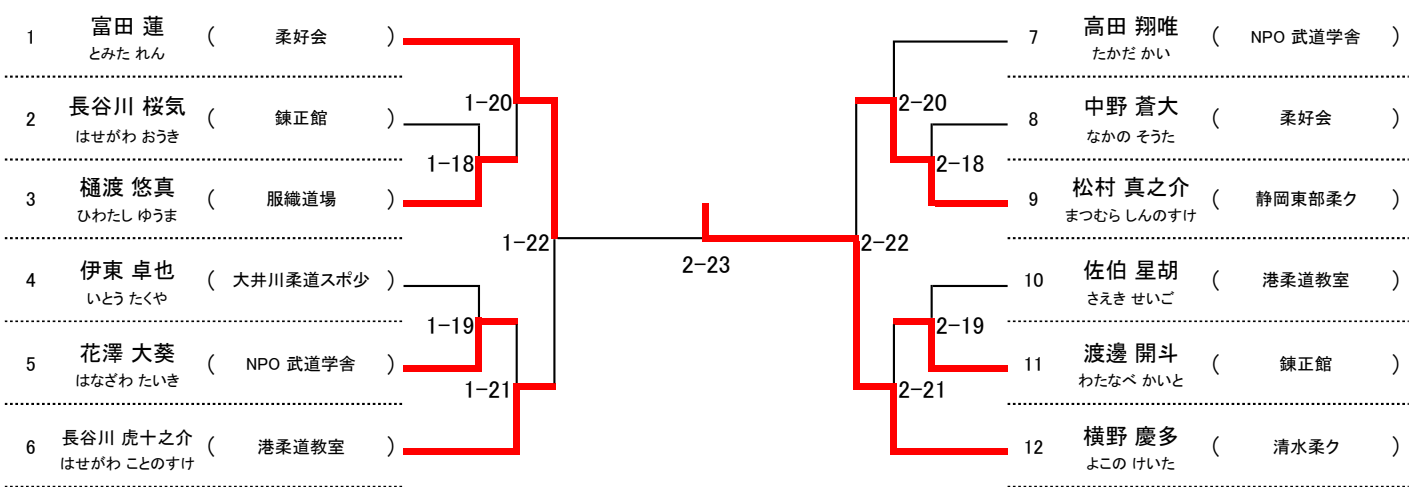 1 富田 蓮 ( 柔好会 )
とみた れん
2 長谷川 桜気 ( 錬正館 )
はせがわ おうき
3 樋渡 悠真 ( 服織道場 )
ひわたし ゆうま
4 伊東 卓也 ( 大井川柔道スポ少 )
いとう たくや
5 花澤 大葵 ( NPO 武道学舎 )
はなざわ たいき
6 長谷川 虎十之介 ( 港柔道教室 )
はせがわ ことのすけ
1-20
1-18
1-22
1-19
1-21
2-23
2-20
2-18
2-22
2-19
2-21
7 高田 翔唯 ( NPO 武道学舎 )
たかだ かい
8 中野 蒼大 ( 柔好会 )
なかの そうた
9 松村 真之介 ( 静岡東部柔ク )
まつむら しんのすけ
10 佐伯 星胡 ( 港柔道教室 )
さえき せいご
11 渡邊 開斗 ( 錬正館 )
わたなべ かいと
12 横野 慶多 ( 清水柔ク )
よこの けいた